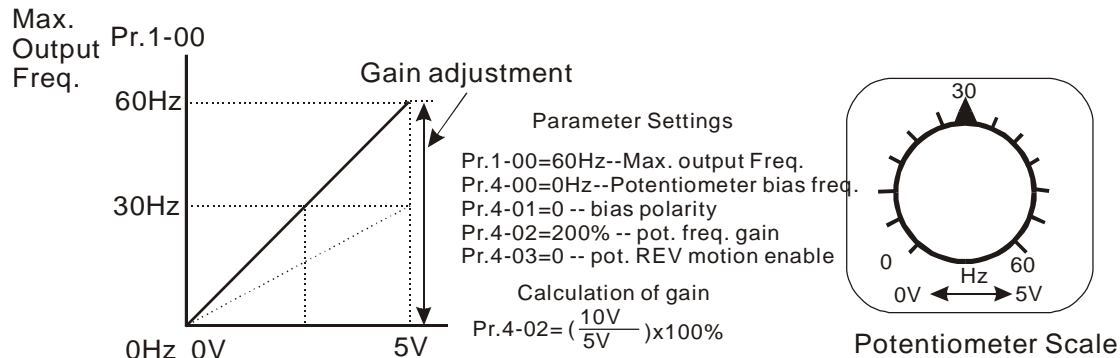 Max.
Output
Freq.
Pr.1-00
60Hz
30Hz
0Hz 0V
5V
Gain adjustment
Parameter Settings
Pr.1-00=60Hz--Max. output Freq.
Pr.4-00=0Hz--Potentiometer bias freq.
Pr.4-01=0 -- bias polarity
Pr.4-02=200% -- pot. freq. gain
Pr.4-03=0 -- pot. REV motion enable
Calculation of gain
Pr.4-02= (10V/5V)x100%
30
0
60
Hz
0V
5V
Potentiometer Scale